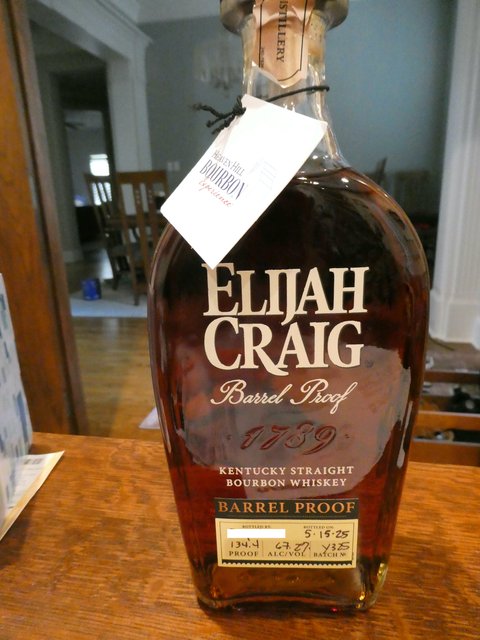 DISTILLERY
HEAVEN HILL
BOURBON
Experience
ELIJAH
CRAIG
Barrel Proof
·1789·
KENTUCKY STRAIGHT
BOURBON WHISKEY
BARREL PROOF
BOTTLED BY: BOTTLED ON:
5·15·25
134.4 67.2%
PROOF ALC/VOL BATCH №.